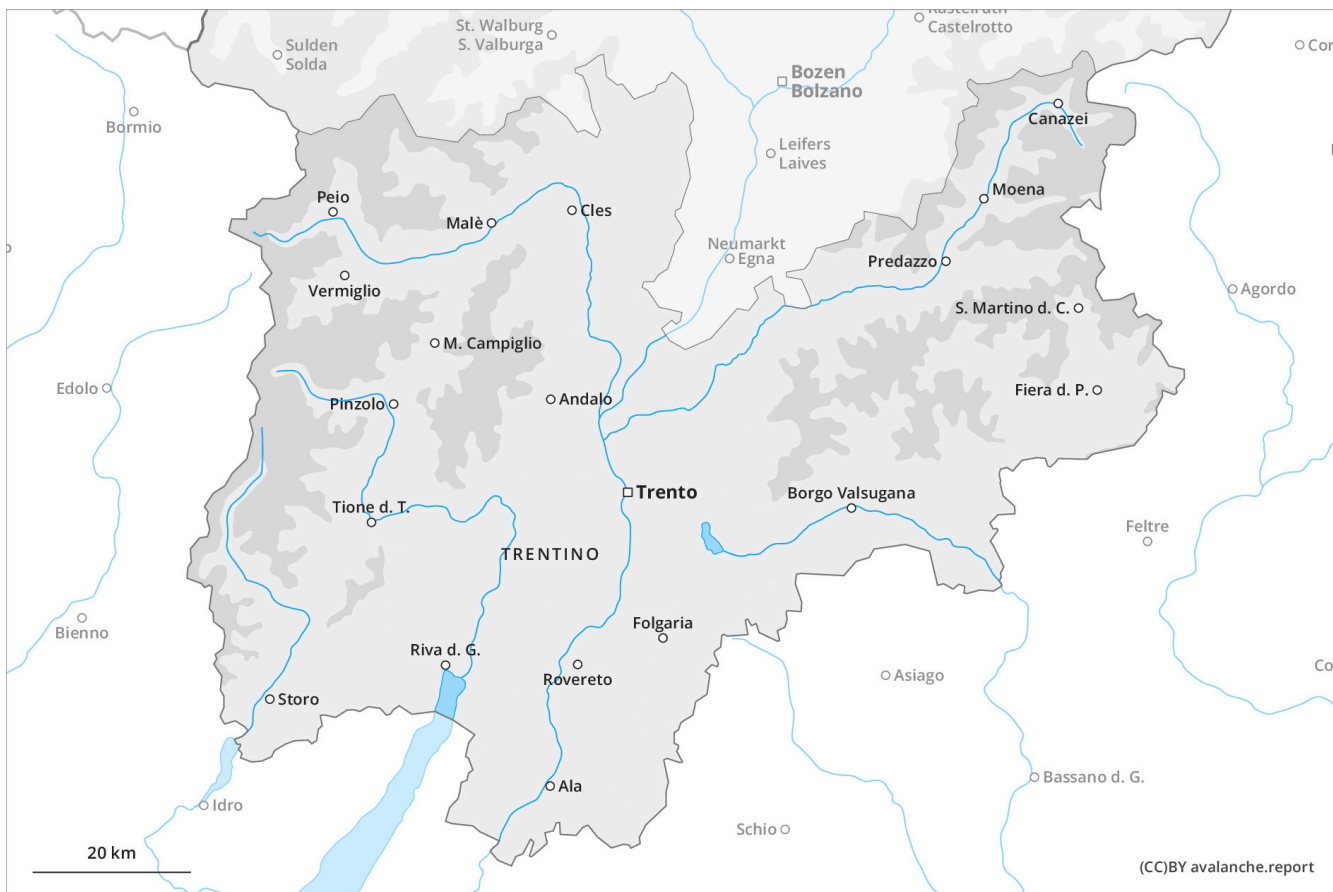 St. Walburg
S. Valburga
Kastelruth
Castelrotto
Sulden
Solda
Cor
Bozen
Bolzano
Bormio
Canazei
Leifers
Laives
Moena
Peio
Malè
Cles
Neumarkt
Egna
Predazzo
Vermiglio
Agordo
S. Martino d. C.
M. Campiglio
Edolo
Pinzolo
Andalo
Fiera d. P.
Trento
Borgo Valsugana
Tione d. T.
Feltre
TRENTINO
Bienno
Folgaria
Riva d. G.
Rovereto
Asiago
Co
Storo
Ala
Bassano d. G.
Idro
Schio
20 km
(CC)BY avalanche.report